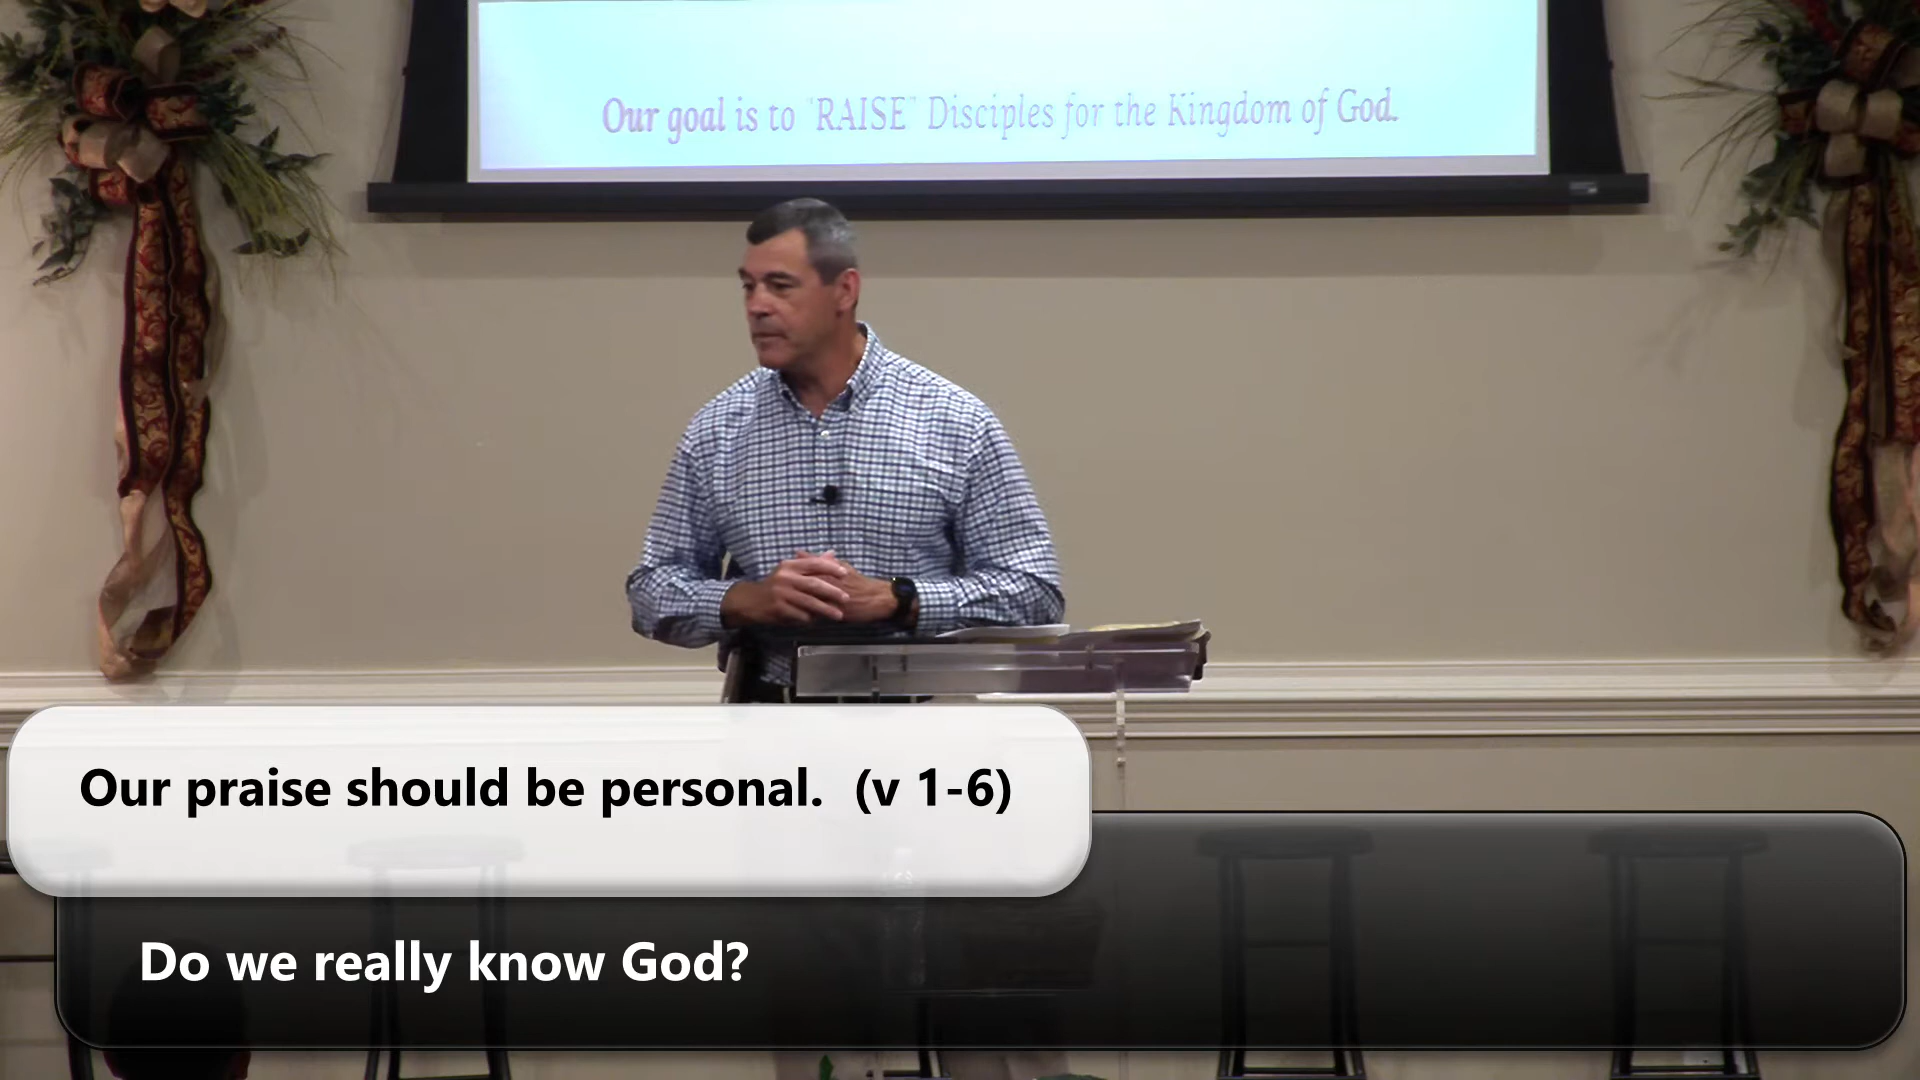 Our goal is to "RAISE" Disciples for the Kingdom of God.
Our praise should be personal.  (v 1-6)
Do we really know God?